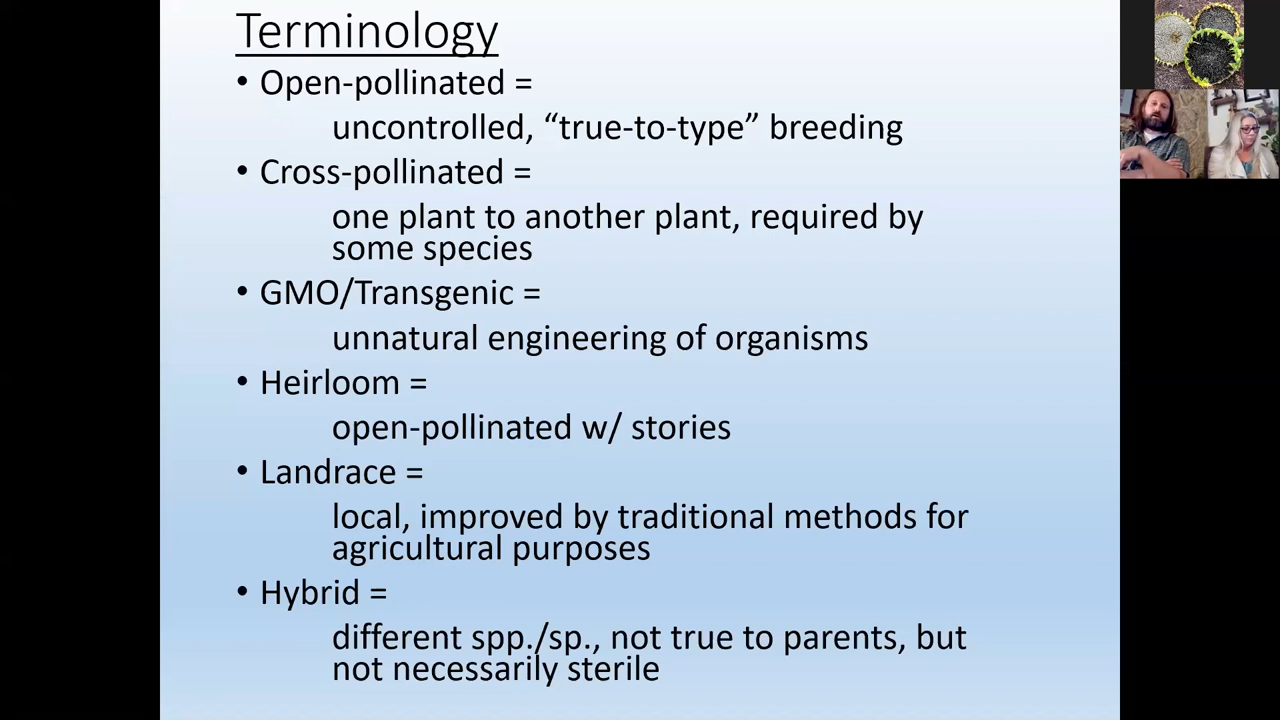 Terminology
• Open-pollinated =
uncontrolled, “true-to-type” breeding
• Cross-pollinated =
one plant to another plant, required by
some species
• GMO/Transgenic =
unnatural engineering of organisms
• Heirloom =
open-pollinated w/ stories
• Landrace =
local, improved by traditional methods for
agricultural purposes
• Hybrid =
different spp./sp., not true to parents, but
not necessarily sterile